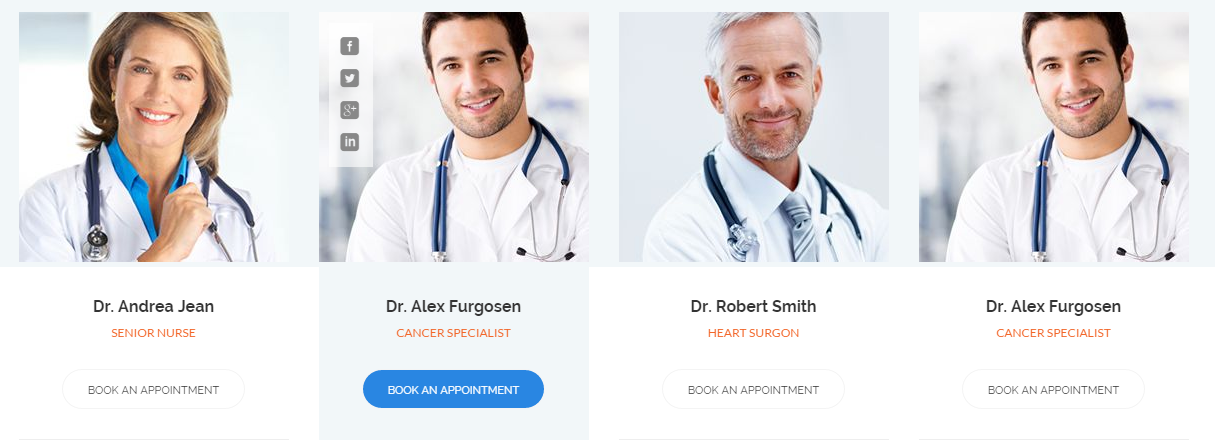 Dr. Andrea Jean
SENIOR NURSE
BOOK AN APPOINTMENT
f
g+
in
Dr. Alex Furgosen
CANCER SPECIALIST
BOOK AN APPOINTMENT
Dr. Robert Smith
HEART SURGON
BOOK AN APPOINTMENT
Dr. Alex Furgosen
CANCER SPECIALIST
BOOK AN APPOINTMENT